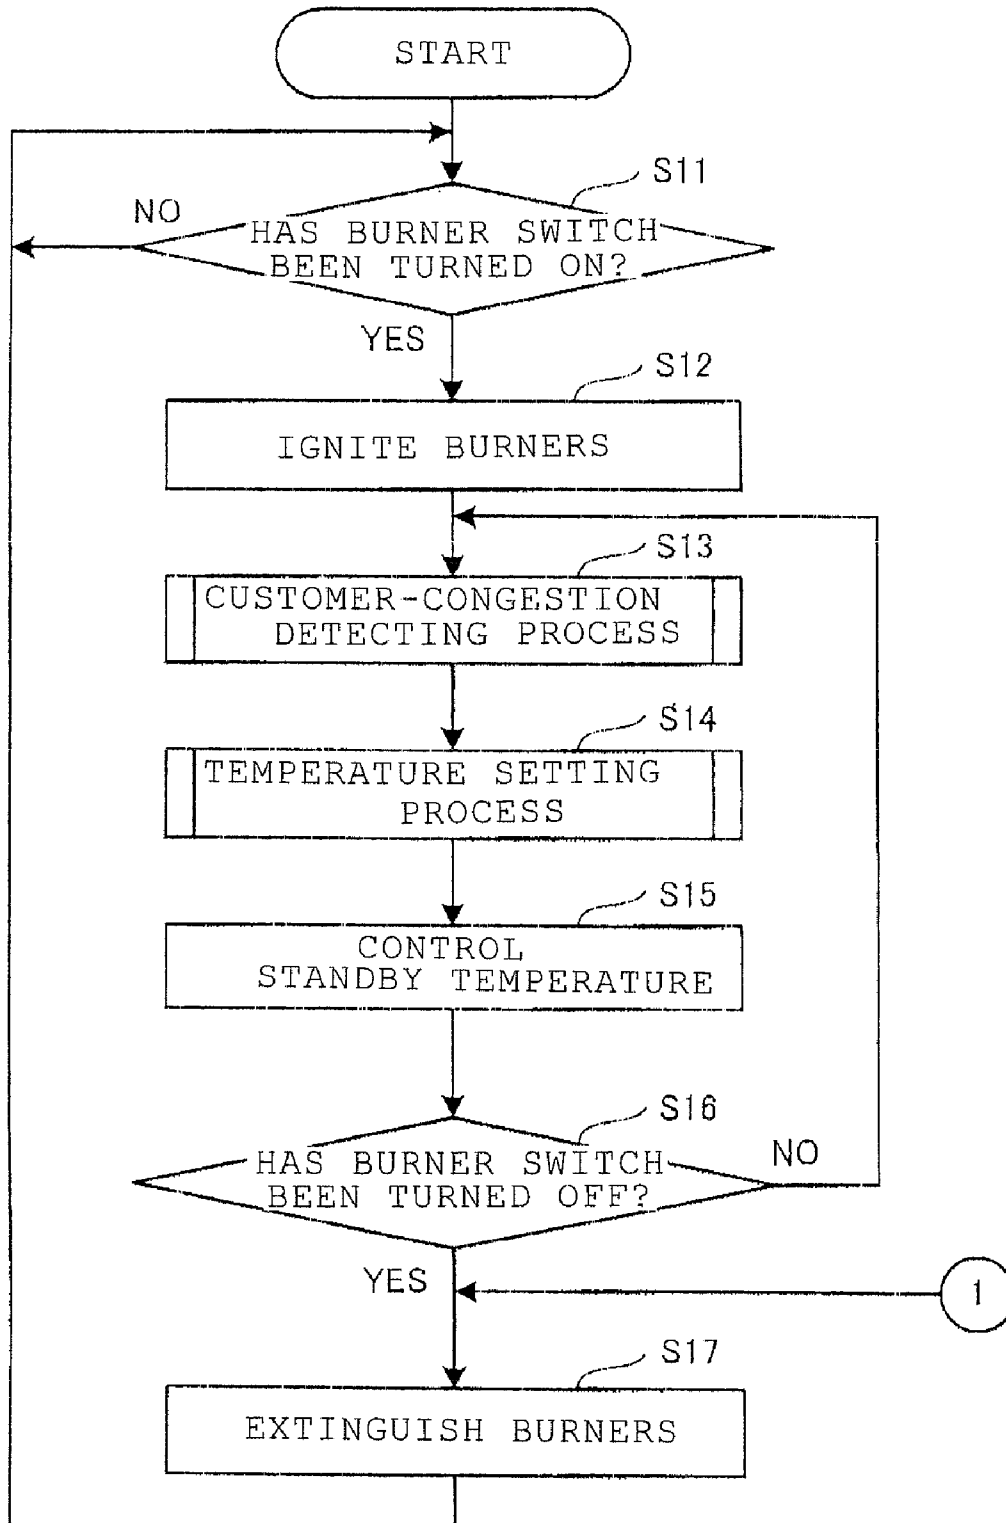 START
S11
NO
HAS BURNER SWITCH
BEEN TURNED ON?
YES
S12
IGNITE BURNERS
S13
CUSTOMER-CONGESTION
DETECTING PROCESS
S14
TEMPERATURE SETTING
PROCESS
S15
CONTROL
STANDBY TEMPERATURE
S16
HAS BURNER SWITCH
BEEN TURNED OFF?
NO
YES
1
S17
EXTINGUISH BURNERS